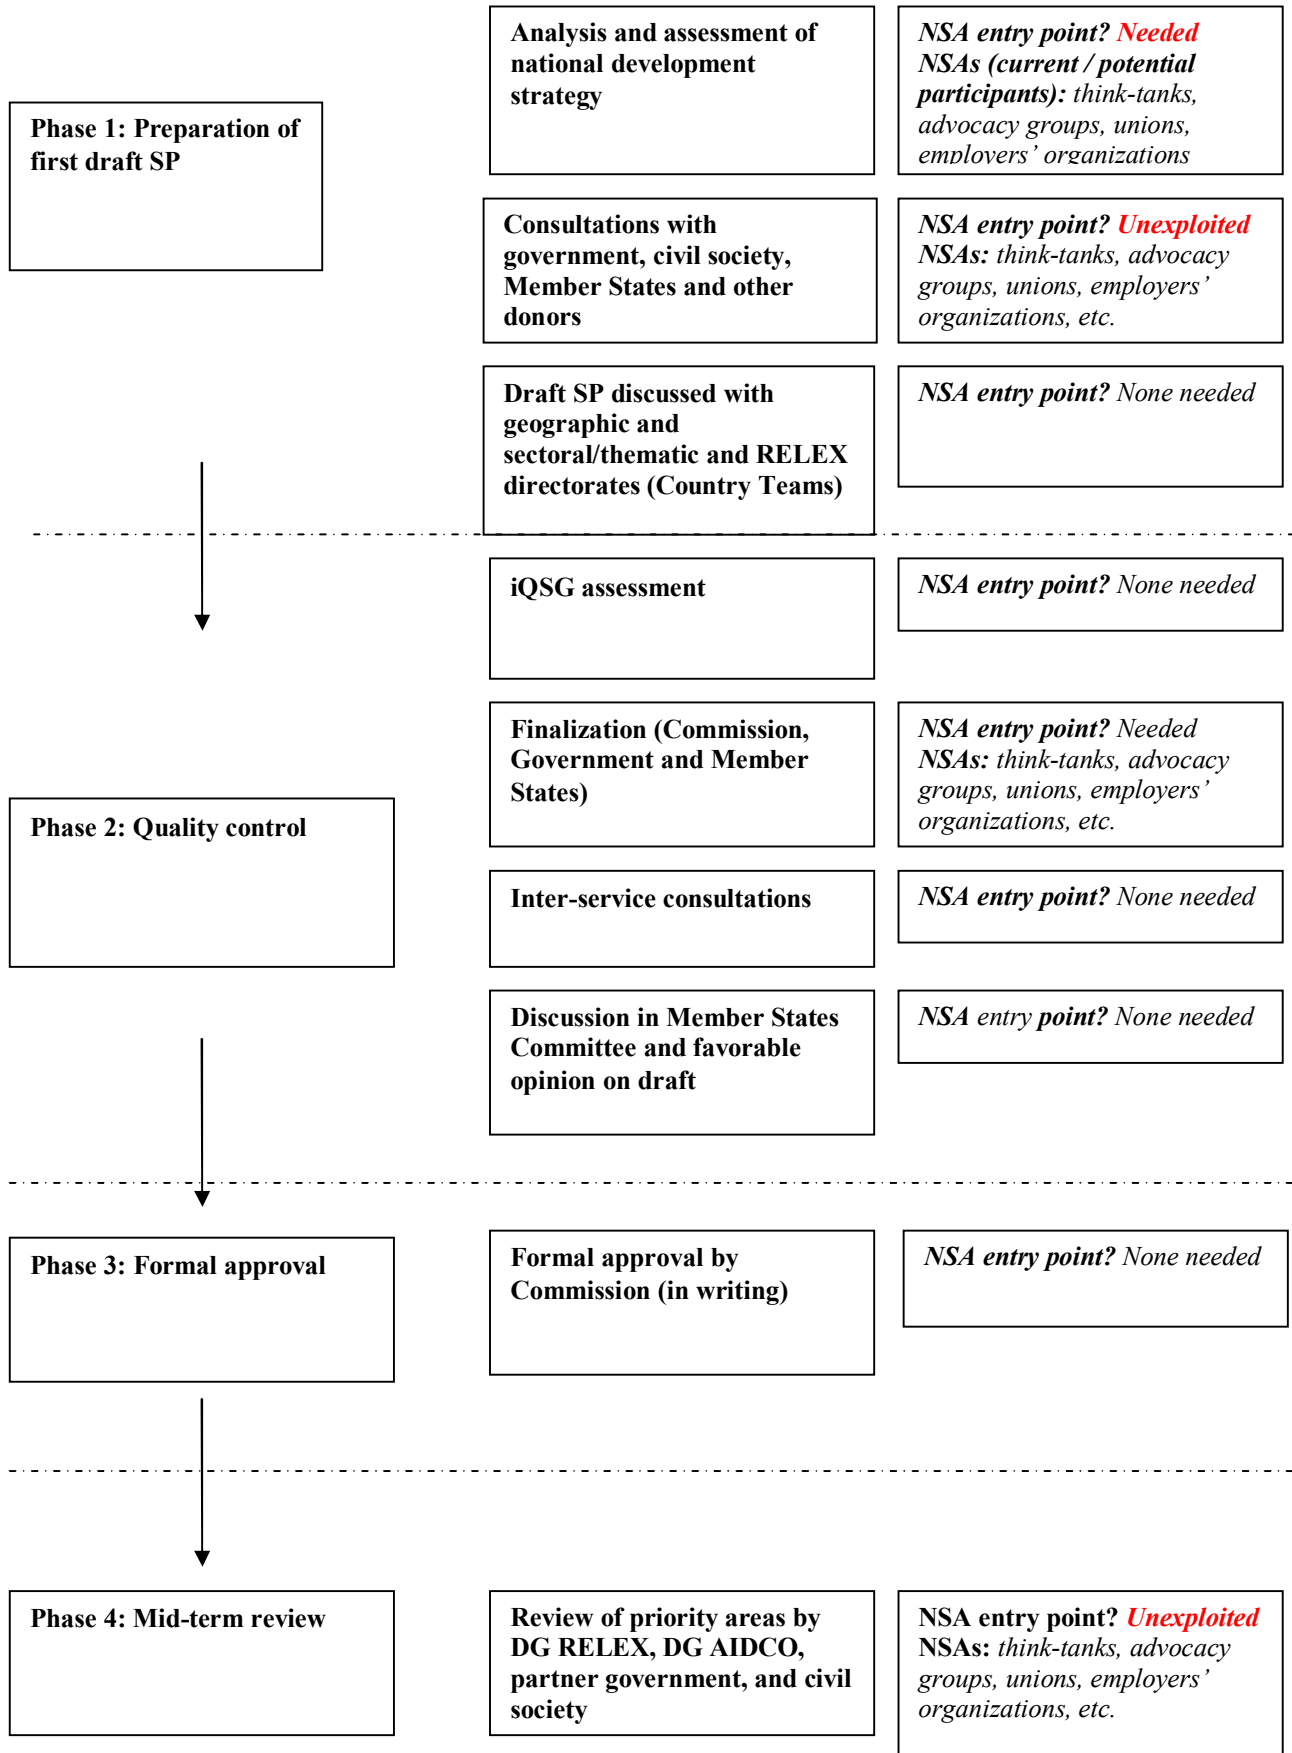 Analysis and assessment of
national development
strategy
NSA entry point? Needed
NSAs (current / potential
participants): think-tanks,
advocacy groups, unions,
employers’ organizations
Phase 1: Preparation of
first draft SP
Consultations with
government, civil society,
Member States and other
donors
NSA entry point? Unexploited
NSAs: think-tanks, advocacy
groups, unions, employers’
organizations, etc.
Draft SP discussed with
geographic and
sectoral/thematic and RELEX
directorates (Country Teams)
NSA entry point? None needed
iQSG assessment
NSA entry point? None needed
Finalization (Commission,
Government and Member
States)
NSA entry point? Needed
NSAs: think-tanks, advocacy
groups, unions, employers’
organizations, etc.
Phase 2: Quality control
Inter-service consultations
NSA entry point? None needed
Discussion in Member States
Committee and favorable
opinion on draft
NSA entry point? None needed
Phase 3: Formal approval
Formal approval by
Commission (in writing)
NSA entry point? None needed
Phase 4: Mid-term review
Review of priority areas by
DG RELEX, DG AIDCO,
partner government, and civil
society
NSA entry point? Unexploited
NSAs: think-tanks, advocacy
groups, unions, employers’
organizations, etc.